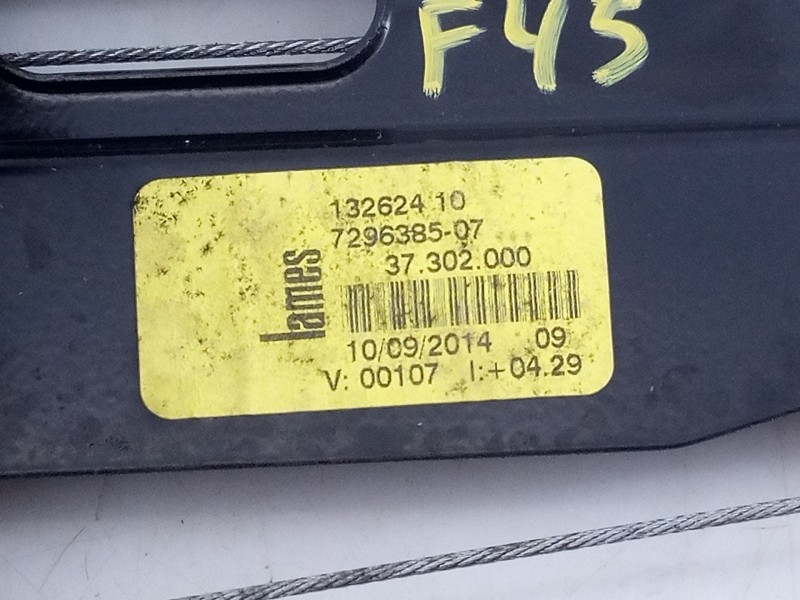 F45
132624 10
7296385-07
37.302.000
lames
10/09/2014 09
V: 00107 I:+04.29